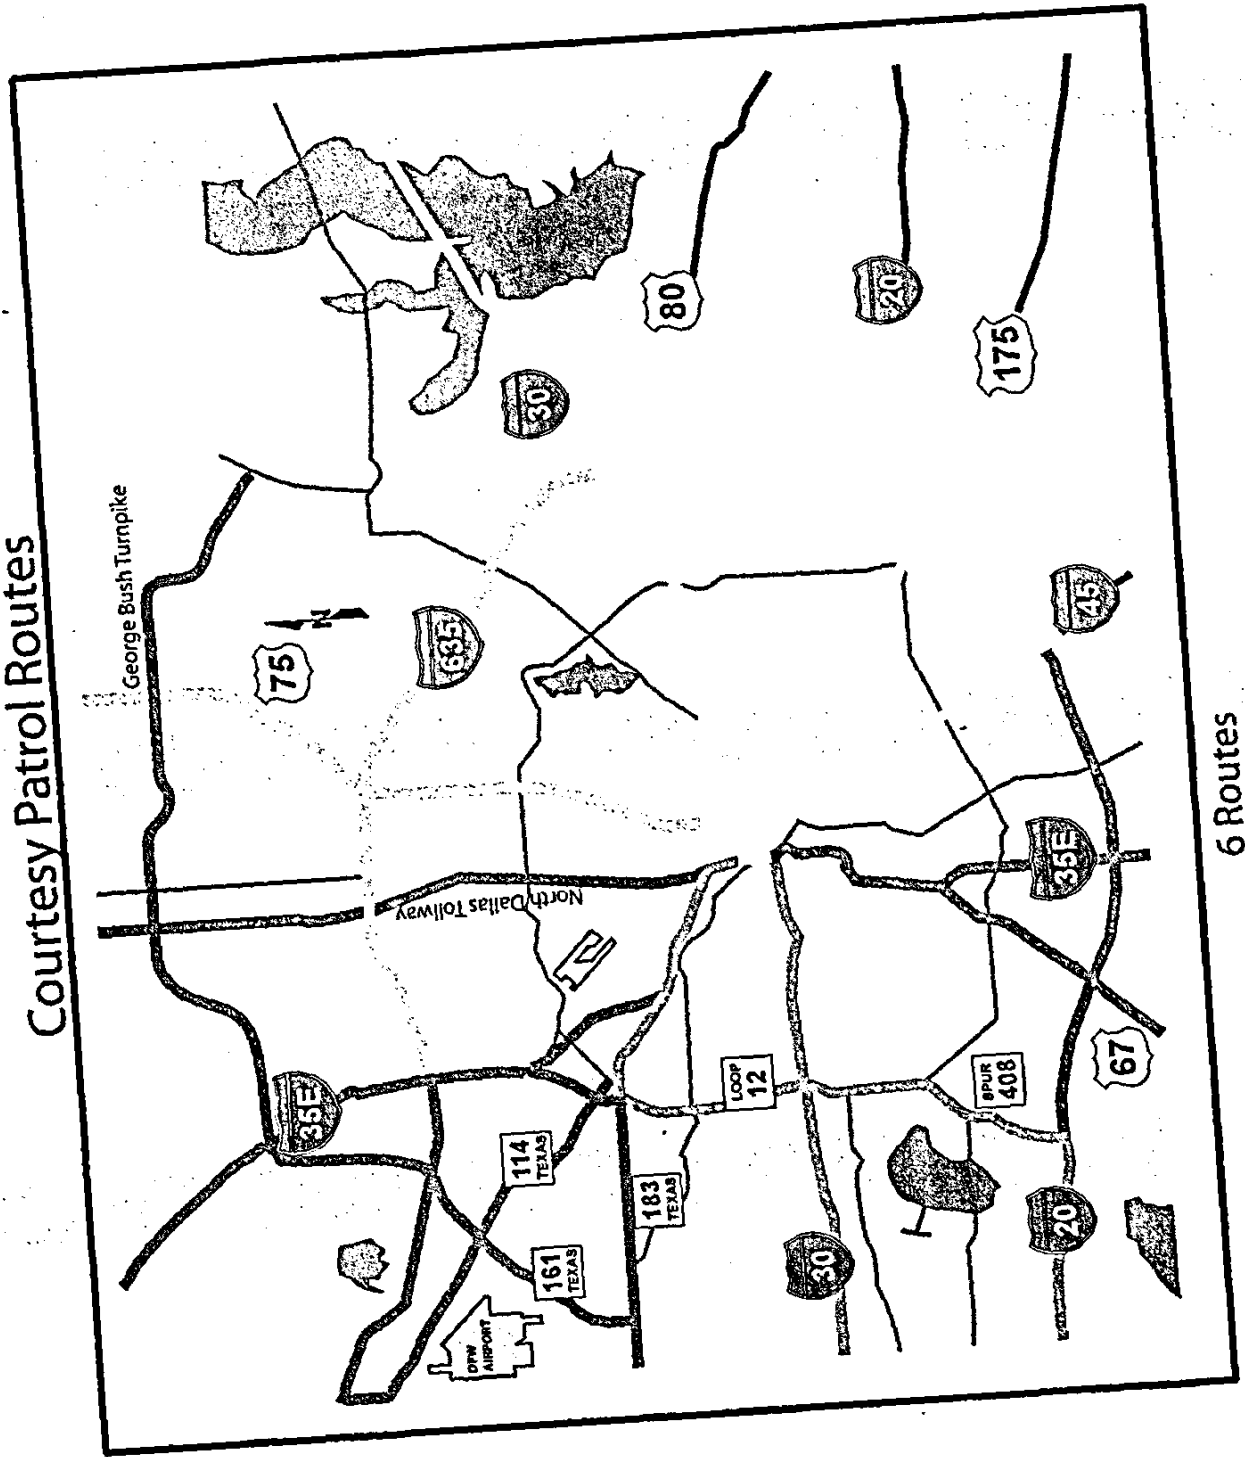 Courtesy Patrol Routes
George Bush Turnpike
75
N
635
30
80
20
175
45
35E
North Dallas Tollway
35E
114
TEXAS
161
TEXAS
DFW
AIRPORT
183
TEXAS
LOOP
12
30
SPUR
408
20
67
6 Routes